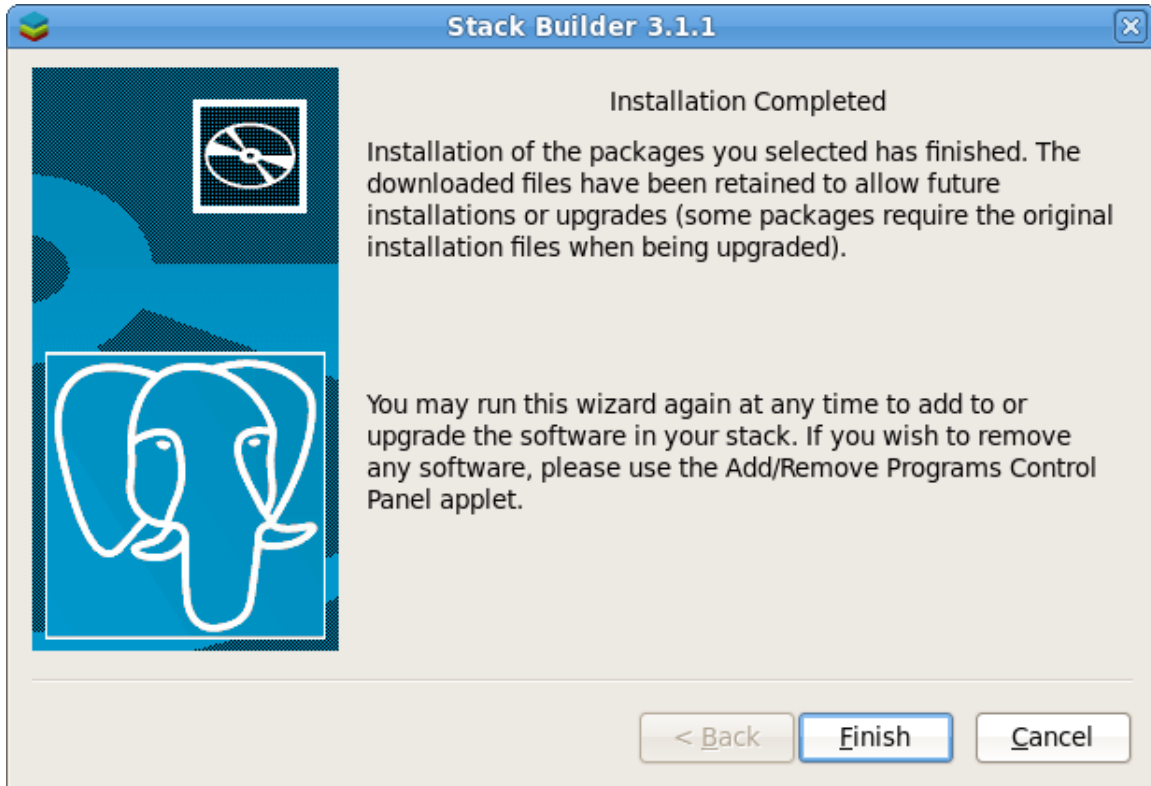 Stack Builder 3.1.1
Installation Completed
Installation of the packages you selected has finished. The
downloaded files have been retained to allow future
installations or upgrades (some packages require the original
installation files when being upgraded).
You may run this wizard again at any time to add to or
upgrade the software in your stack. If you wish to remove
any software, please use the Add/Remove Programs Control
Panel applet.
< Back Finish Cancel